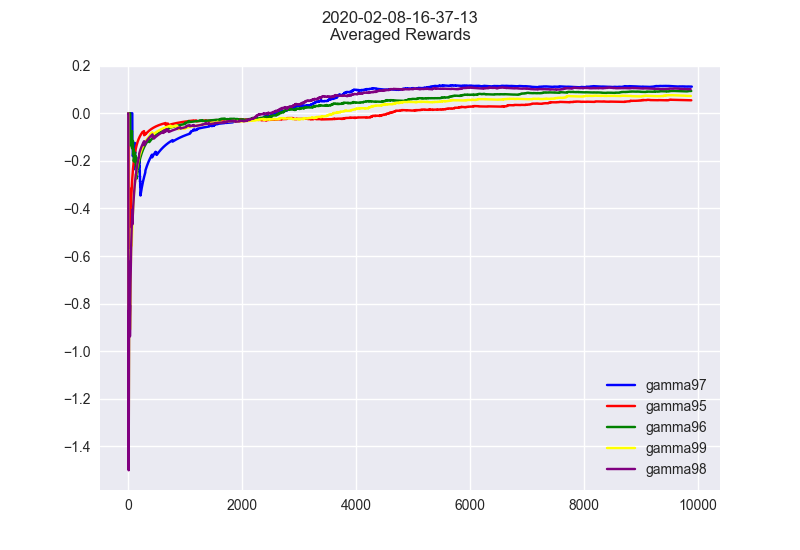 2020-02-08-16-37-13
Averaged Rewards
0.2
0.0
−0.2
−0.4
−0.6
−0.8
−1.0
−1.2
−1.4
0 2000 4000 6000 8000 10000
gamma97
gamma95
gamma96
gamma99
gamma98